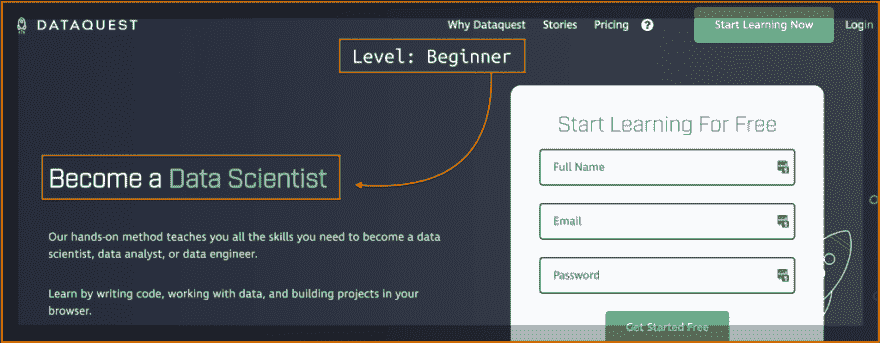 DATAQUEST
Why Dataquest Stories Pricing ? Start Learning Now Login
Level: Beginner
Start Learning For Free
Full Name
Become a Data Scientist
Email
Our hands-on method teaches you all the skills you need to become a data
scientist, data analyst, or data engineer.
Password
Learn by writing code, working with data, and building projects in your
browser.
Get Started Free